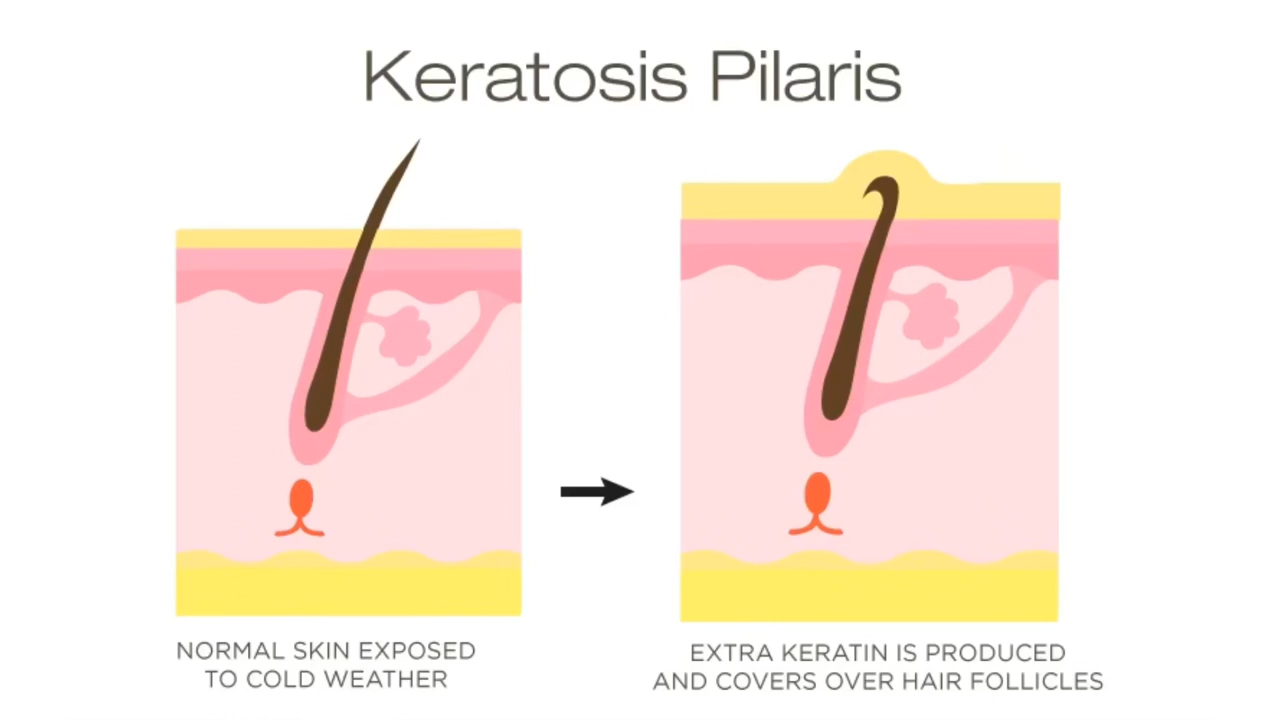 Keratosis Pilaris
NORMAL SKIN EXPOSED
TO COLD WEATHER
EXTRA KERATIN IS PRODUCED
AND COVERS OVER HAIR FOLLICLES